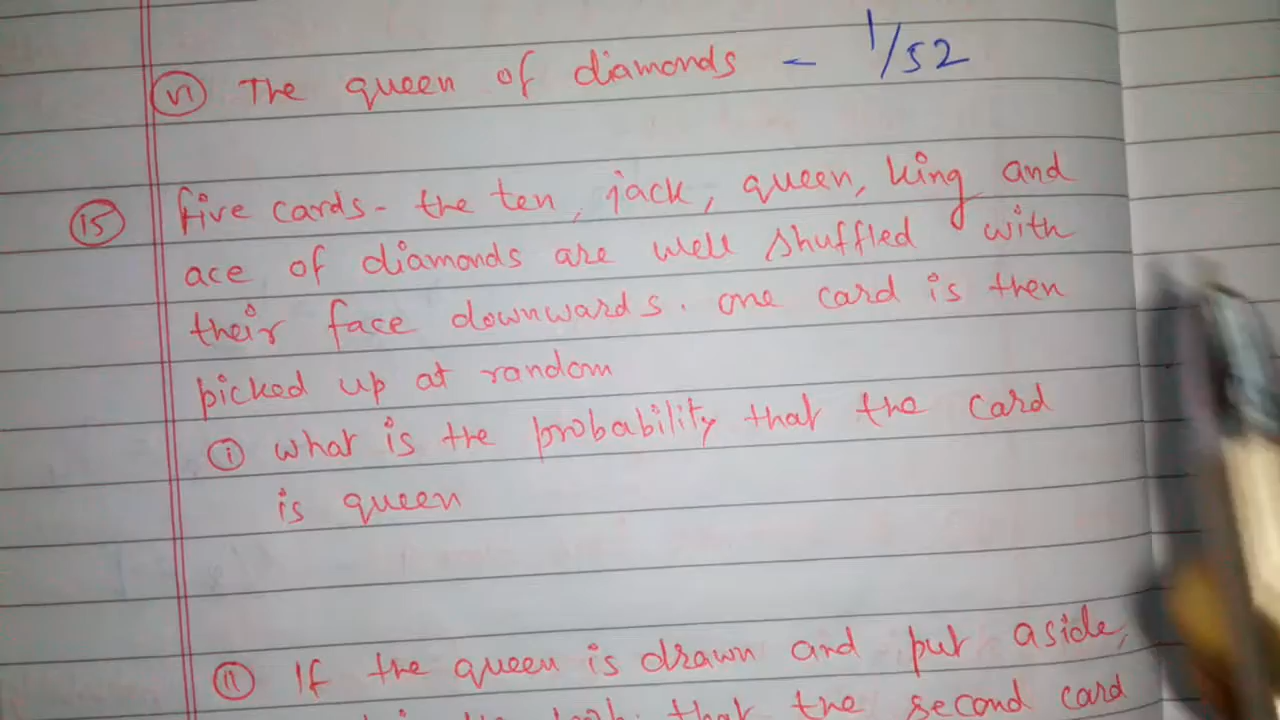 vi The queen of diamonds - 1/52
15 five cards - the ten, jack, queen, king and
ace of diamonds are well shuffled with
their face downwards. one card is then
picked up at random
i what is the probability that the card
is queen
ii If the queen is drawn and put aside,
that the second card